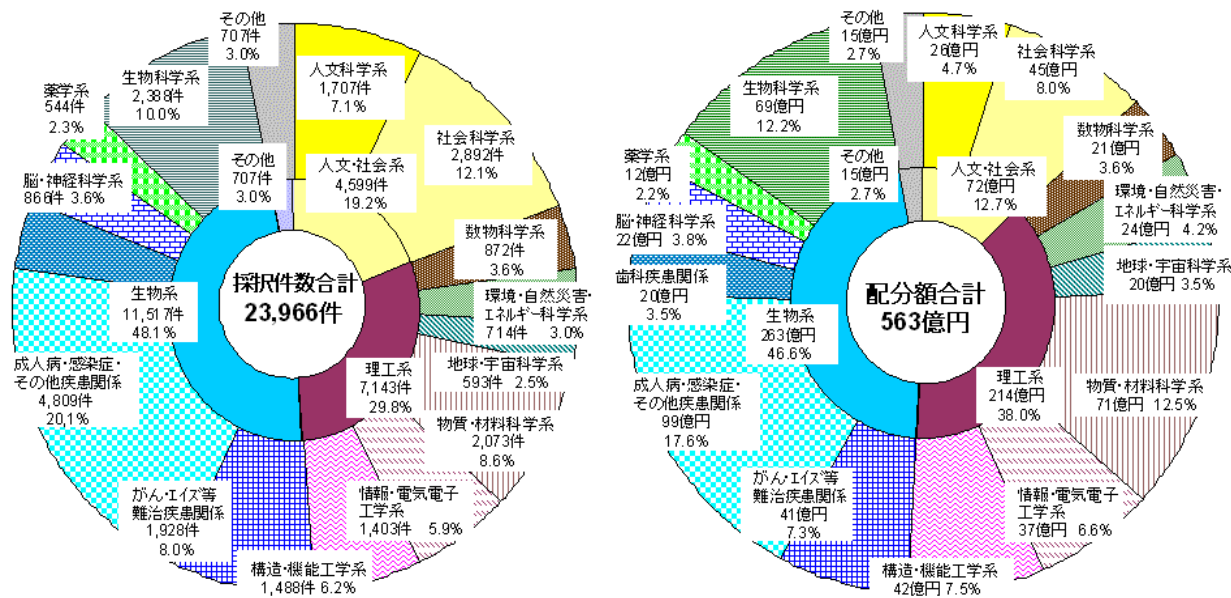 その他
707件
3.0%
人文科学系
1,707件
7.1%
社会科学系
2,892件
12.1%
数物科学系
872件
3.6%
環境・自然災害・
エネルギー科学系
714件 3.0%
地球・宇宙科学系
593件 2.5%
物質・材料科学系
2,073件
8.6%
情報・電気電子
工学系
1,403件 5.9%
構造・機能工学系
1,488件 6.2%
がん・エイズ等
難治疾患関係
1,928件
8.0%
成人病・感染症・
その他疾患関係
4,809件
20,1%
脳・神経科学系
866件 3.6%
薬学系
544件
2.3%
生物科学系
2,388件
10.0%
その他
707件
3.0%
人文・社会系
4,599件
19.2%
理工系
7,143件
29.8%
生物系
11,517件
48.1%
採択件数合計
23,966件
その他
15億円
2.7%
人文科学系
26億円
4.7%
社会科学系
45億円
8.0%
数物科学系
21億円
3.6%
環境・自然災害・
エネルギー科学系
24億円 4.2%
地球・宇宙科学系
20億円 3.5%
物質・材料科学系
71億円 12.5%
情報・電気電子
工学系
37億円 6.6%
構造・機能工学系
42億円 7.5%
がん・エイズ等
難治疾患関係
41億円
7.3%
成人病・感染症・
その他疾患関係
99億円
17.6%
歯科疾患関係
20億円
3.5%
脳・神経科学系
22億円 3.8%
薬学系
12億円
2.2%
生物科学系
69億円
12.2%
その他
15億円
2.7%
人文・社会系
72億円
12.7%
理工系
214億円
38.0%
生物系
263億円
46.6%
配分額合計
563億円